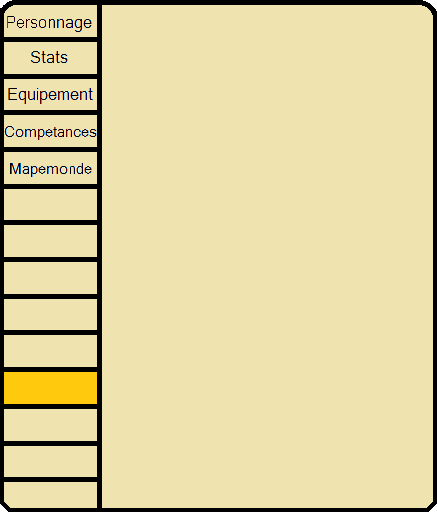 Personnage
Stats
Equipement
Competances
Mapemonde